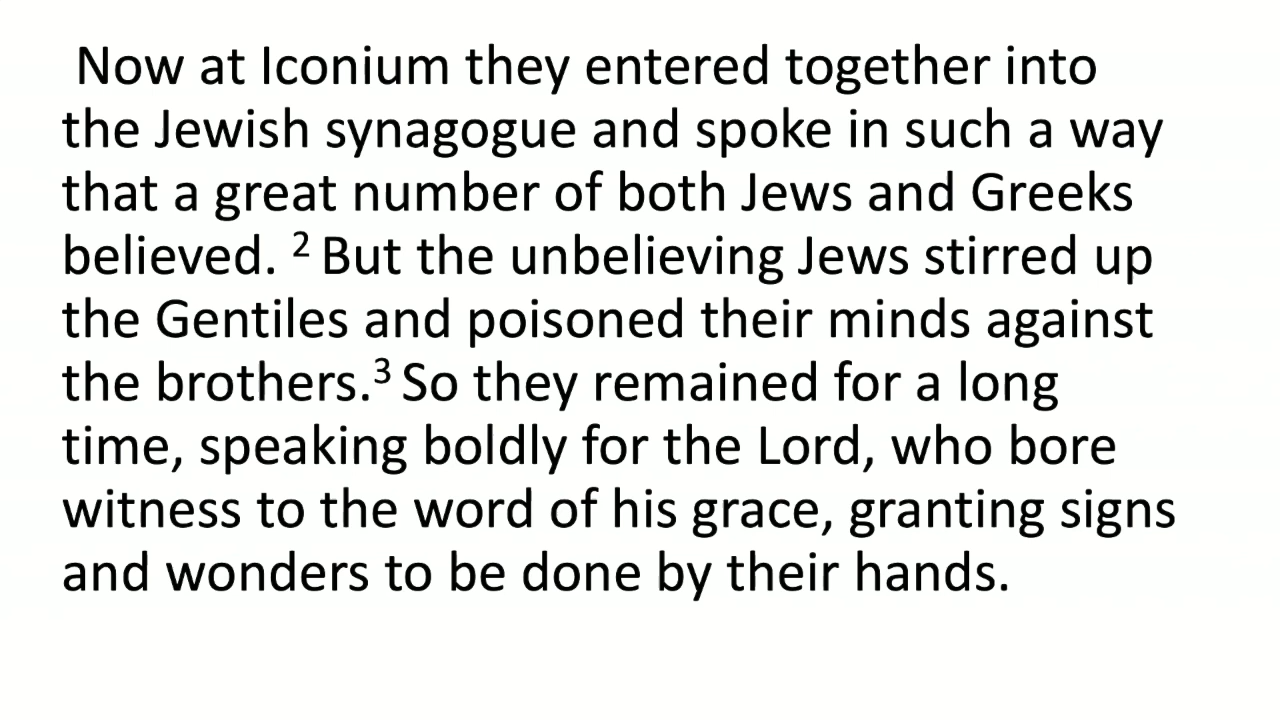 Now at Iconium they entered together into
the Jewish synagogue and spoke in such a way
that a great number of both Jews and Greeks
believed. ² But the unbelieving Jews stirred up
the Gentiles and poisoned their minds against
the brothers.³ So they remained for a long
time, speaking boldly for the Lord, who bore
witness to the word of his grace, granting signs
and wonders to be done by their hands.